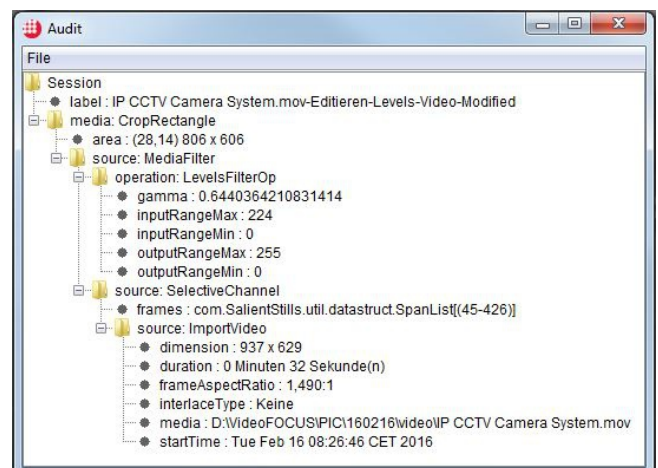 Audit
File
Session
label : IP CCTV Camera System.mov-Editieren-Levels-Video-Modified
media: CropRectangle
area : (28,14) 806 x 606
source: MediaFilter
operation: LevelsFilterOp
gamma : 0.6440364210831414
inputRangeMax : 224
inputRangeMin : 0
outputRangeMax : 255
outputRangeMin : 0
source: SelectiveChannel
frames : com.SalientStills.util.datastruct.SpanList[(45-426)]
source: ImportVideo
dimension : 937 x 629
duration : 0 Minuten 32 Sekunde(n)
frameAspectRatio : 1,490:1
interlaceType : Keine
media : D:\VideoFOCUS\PIC\160216\video\IP CCTV Camera System.mov
startTime : Tue Feb 16 08:26:46 CET 2016